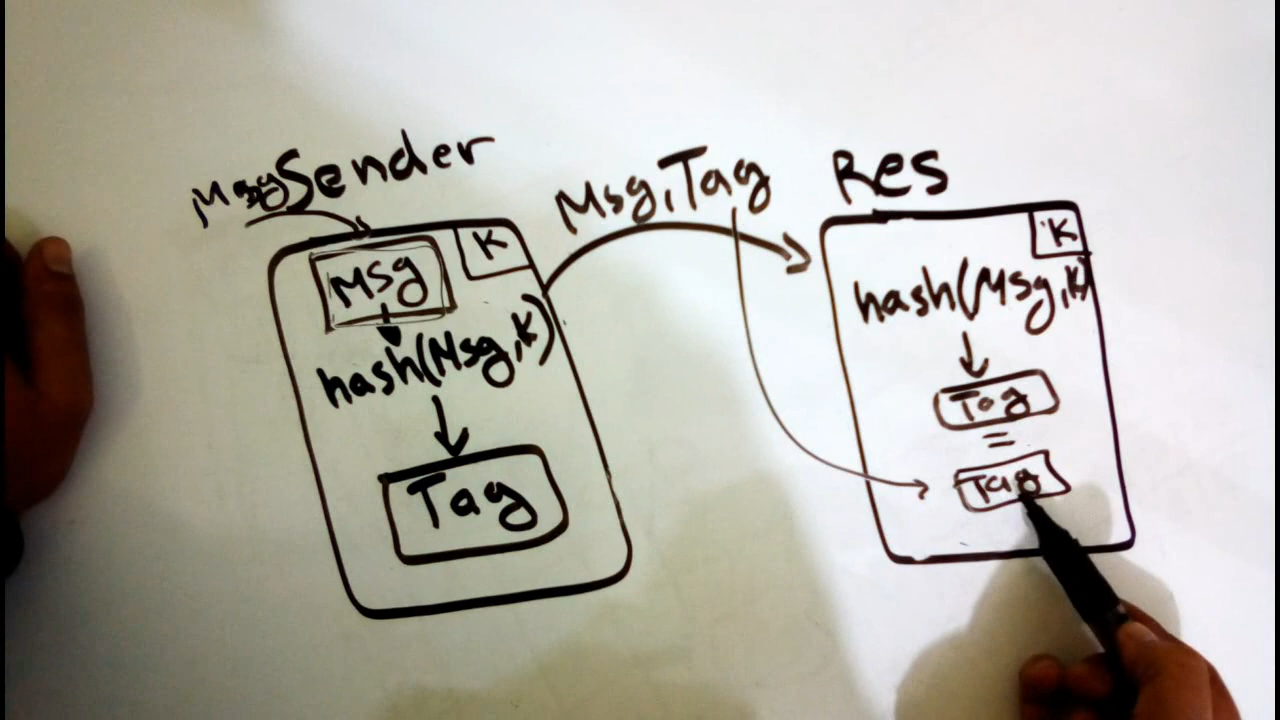 Msg Sender
Msg
K
hash(Msg,K)
Tag
Msg,Tag
Res
K
hash(Msg,K)
Tag
=
Tag